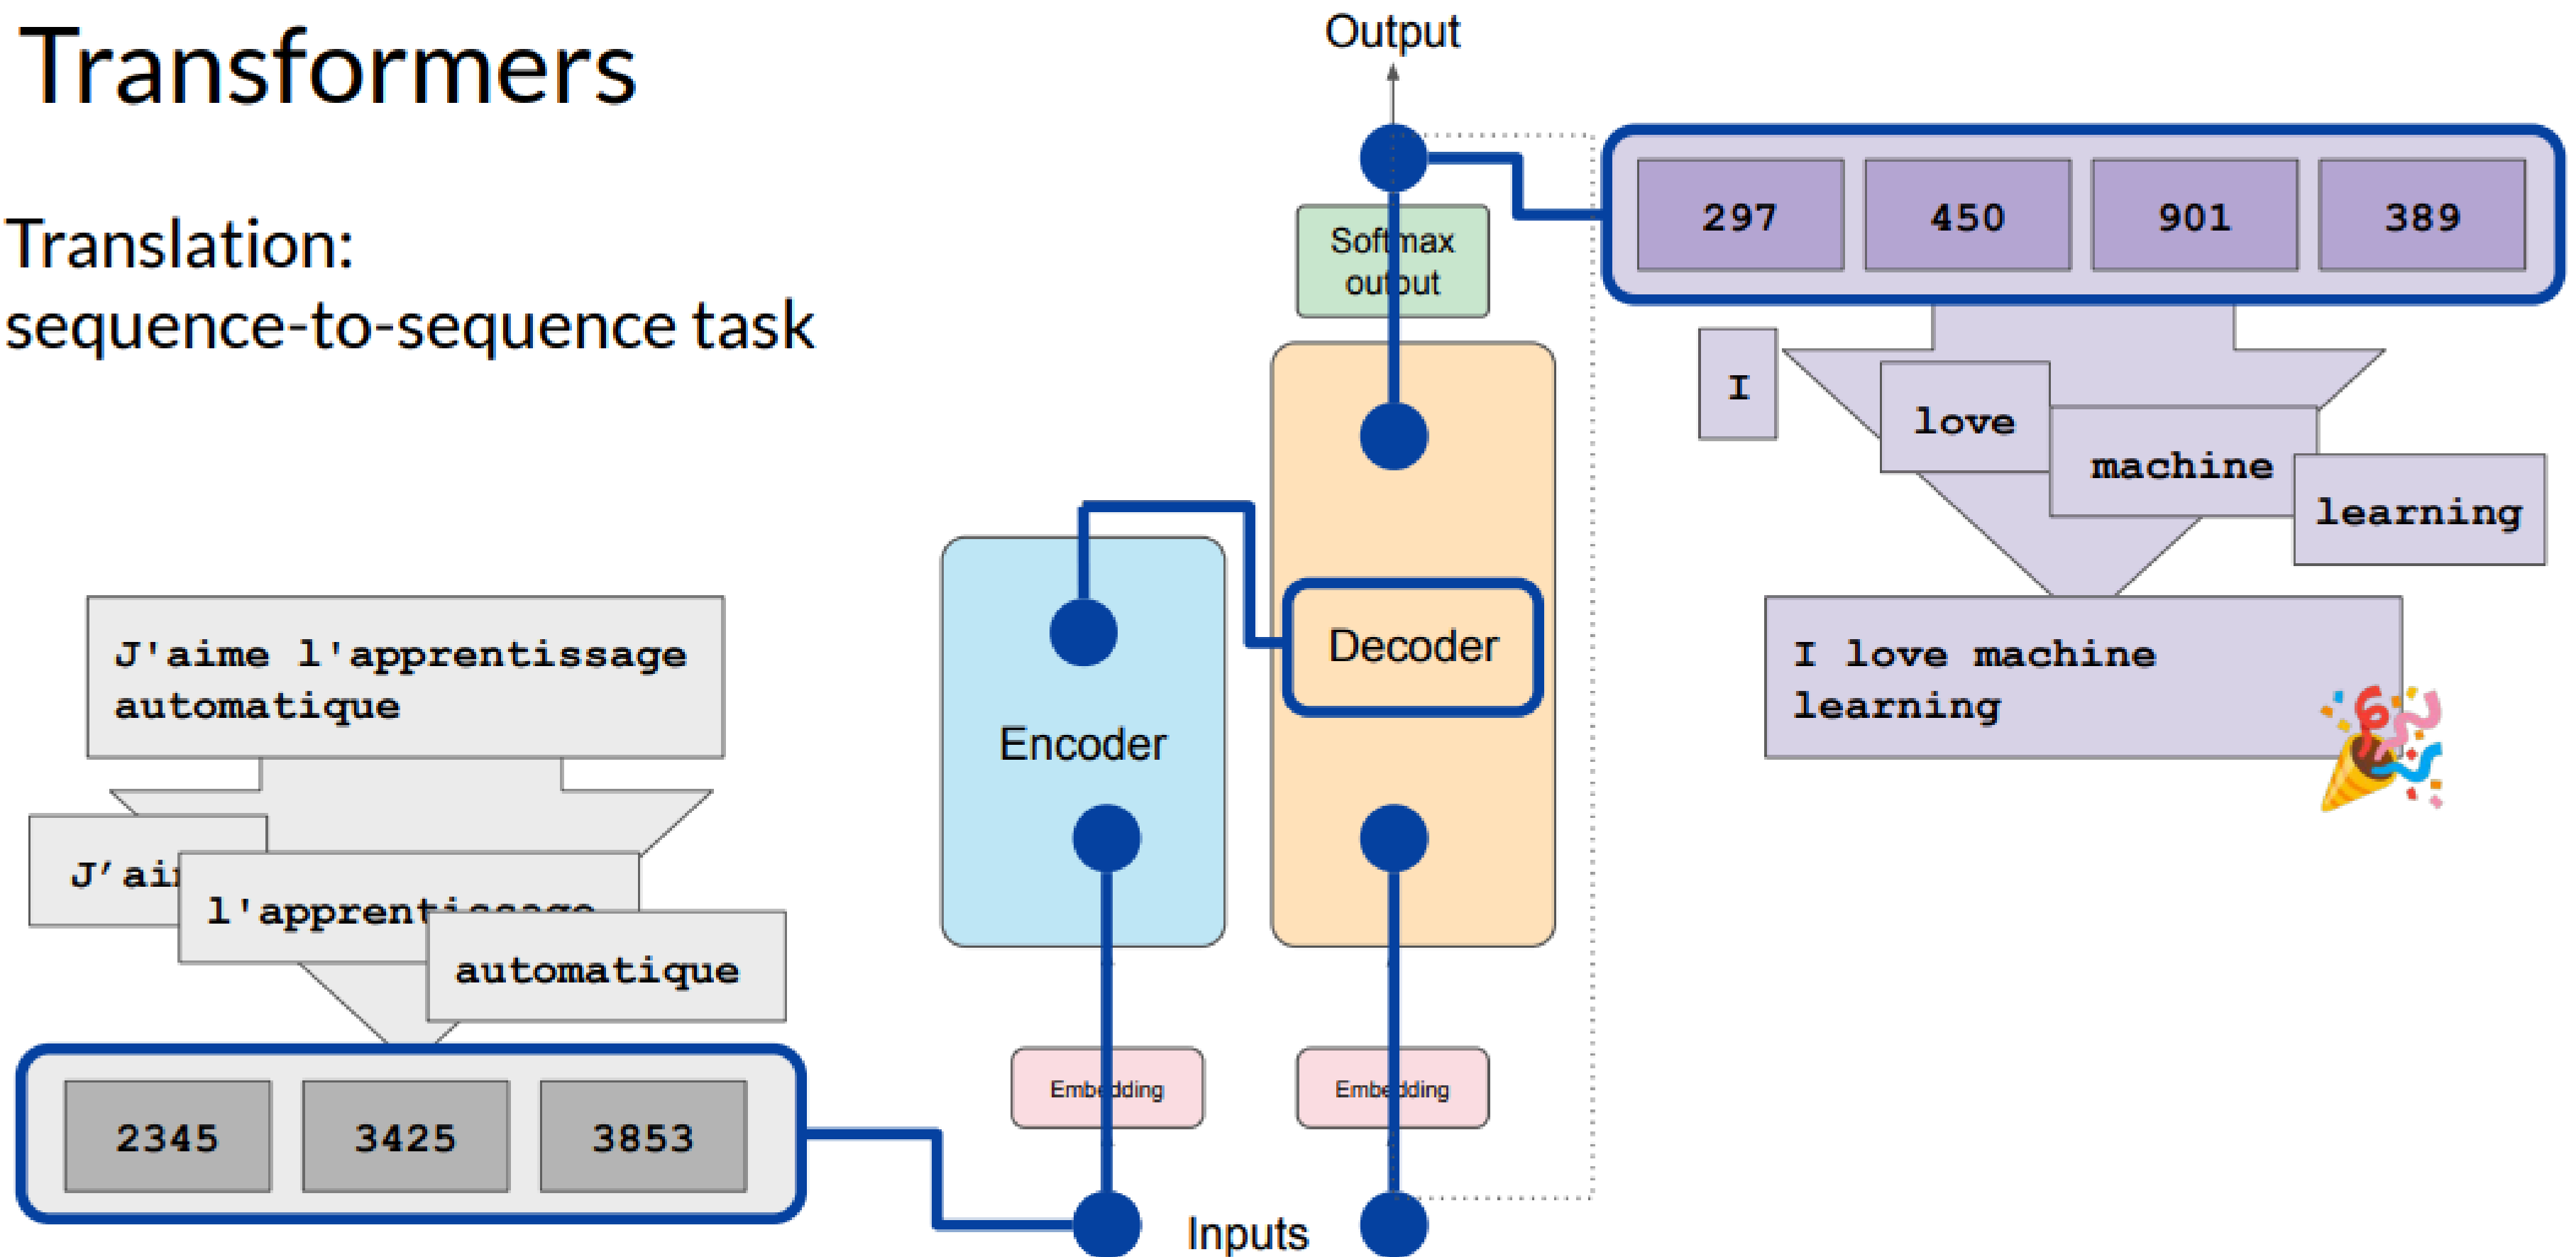 Transformers
Translation:
sequence-to-sequence task
J'aime l'apprentissage
automatique
l'apprentissage
automatique
2345 3425 3853
Output
Softmax
output
Decoder
Encoder
Embedding
Embedding
Inputs
297 450 901 389
I
love
machine
learning
I love machine
learning